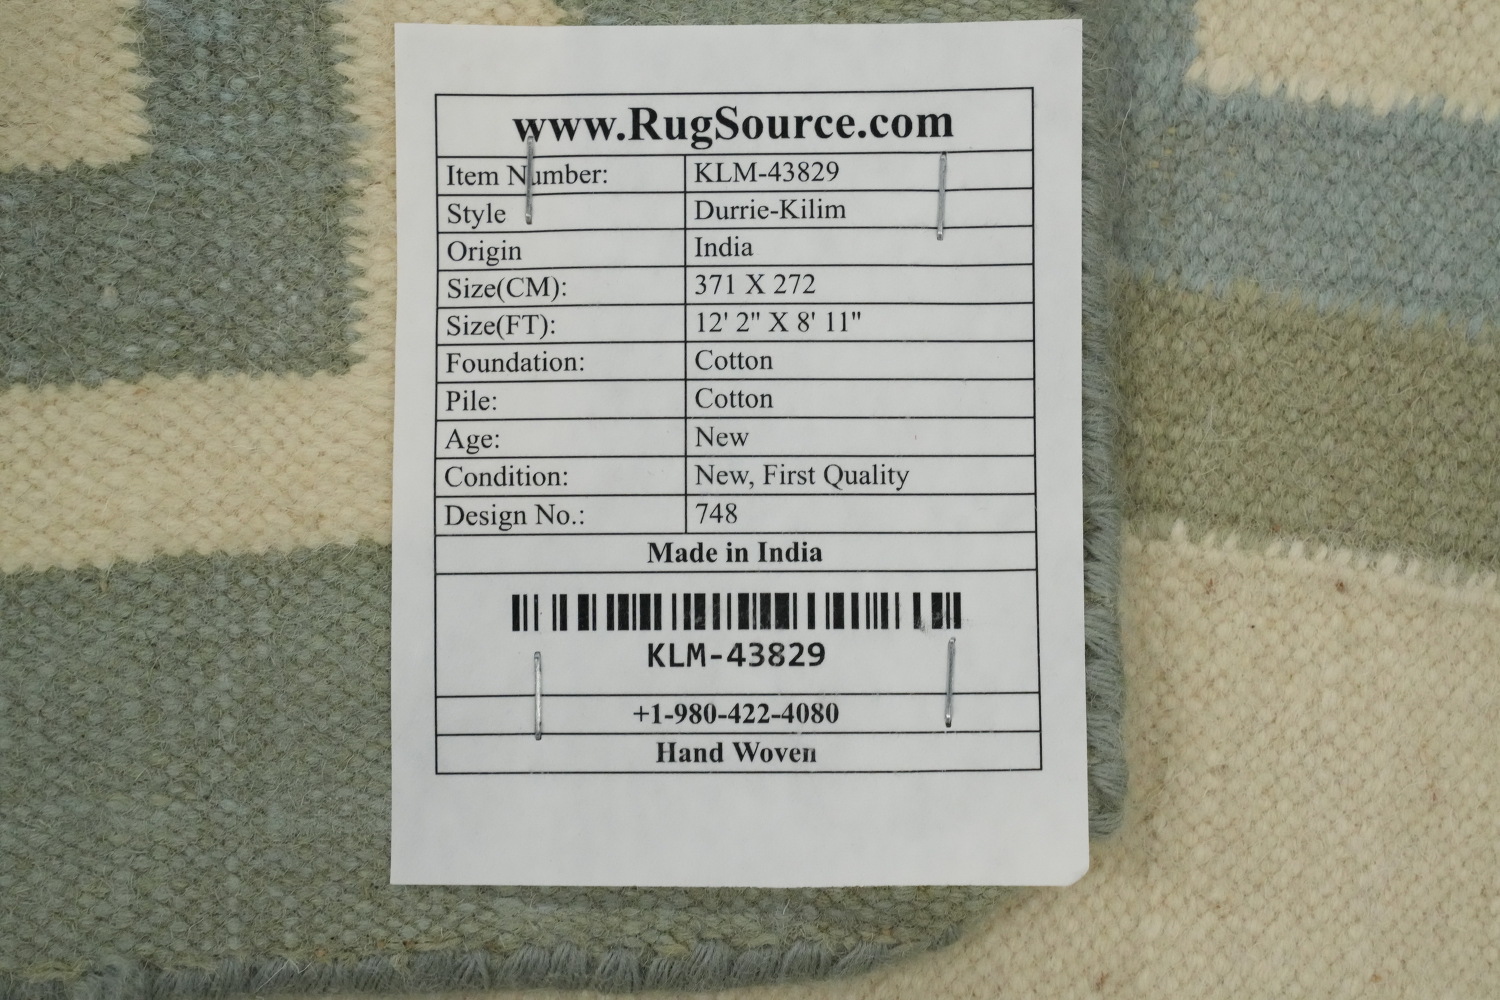 www.RugSource.com
Item Number: KLM-43829
Style Durrie-Kilim
Origin India
Size(CM): 371 X 272
Size(FT): 12' 2" X 8' 11"
Foundation: Cotton
Pile: Cotton
Age: New
Condition: New, First Quality
Design No.: 748
Made in India
KLM-43829
+1-980-422-4080
Hand Woven